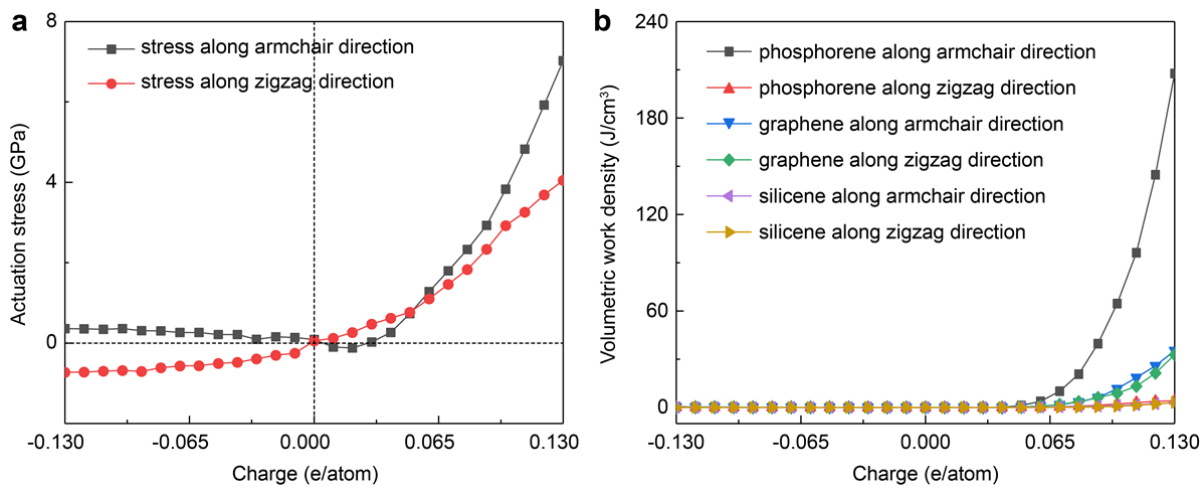 a
8
4
0
Actuation stress (GPa)
stress along armchair direction
stress along zigzag direction
-0.130
-0.065
0.000
0.065
0.130
Charge (e/atom)
b
240
180
120
60
0
Volumetric work density (J/cm³)
phosphorene along armchair direction
phosphorene along zigzag direction
graphene along armchair direction
graphene along zigzag direction
silicene along armchair direction
silicene along zigzag direction
-0.130
-0.065
0.000
0.065
0.130
Charge (e/atom)